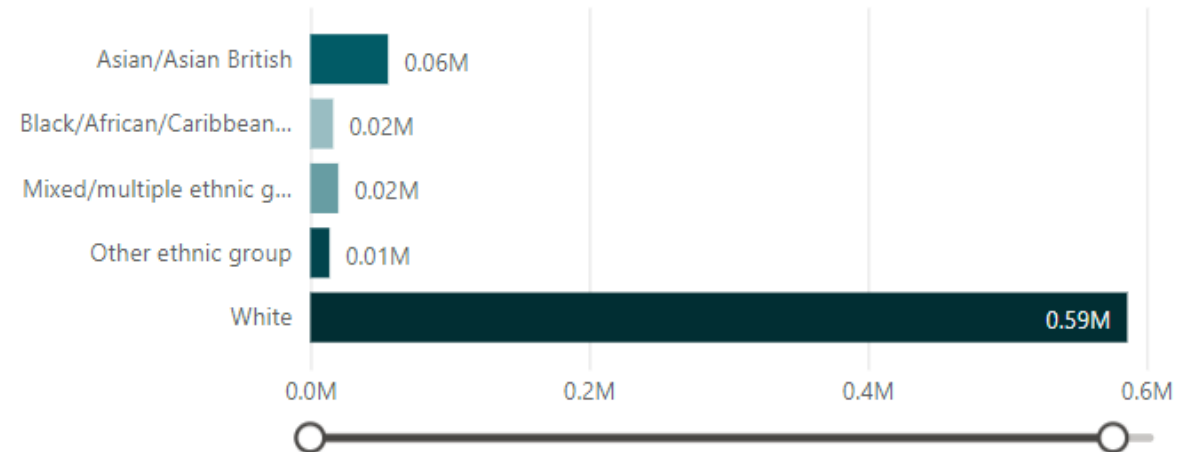 Asian/Asian British 0.06M
Black/African/Caribbean... 0.02M
Mixed/multiple ethnic g... 0.02M
Other ethnic group 0.01M
White 0.59M
0.0M 0.2M 0.4M 0.6M